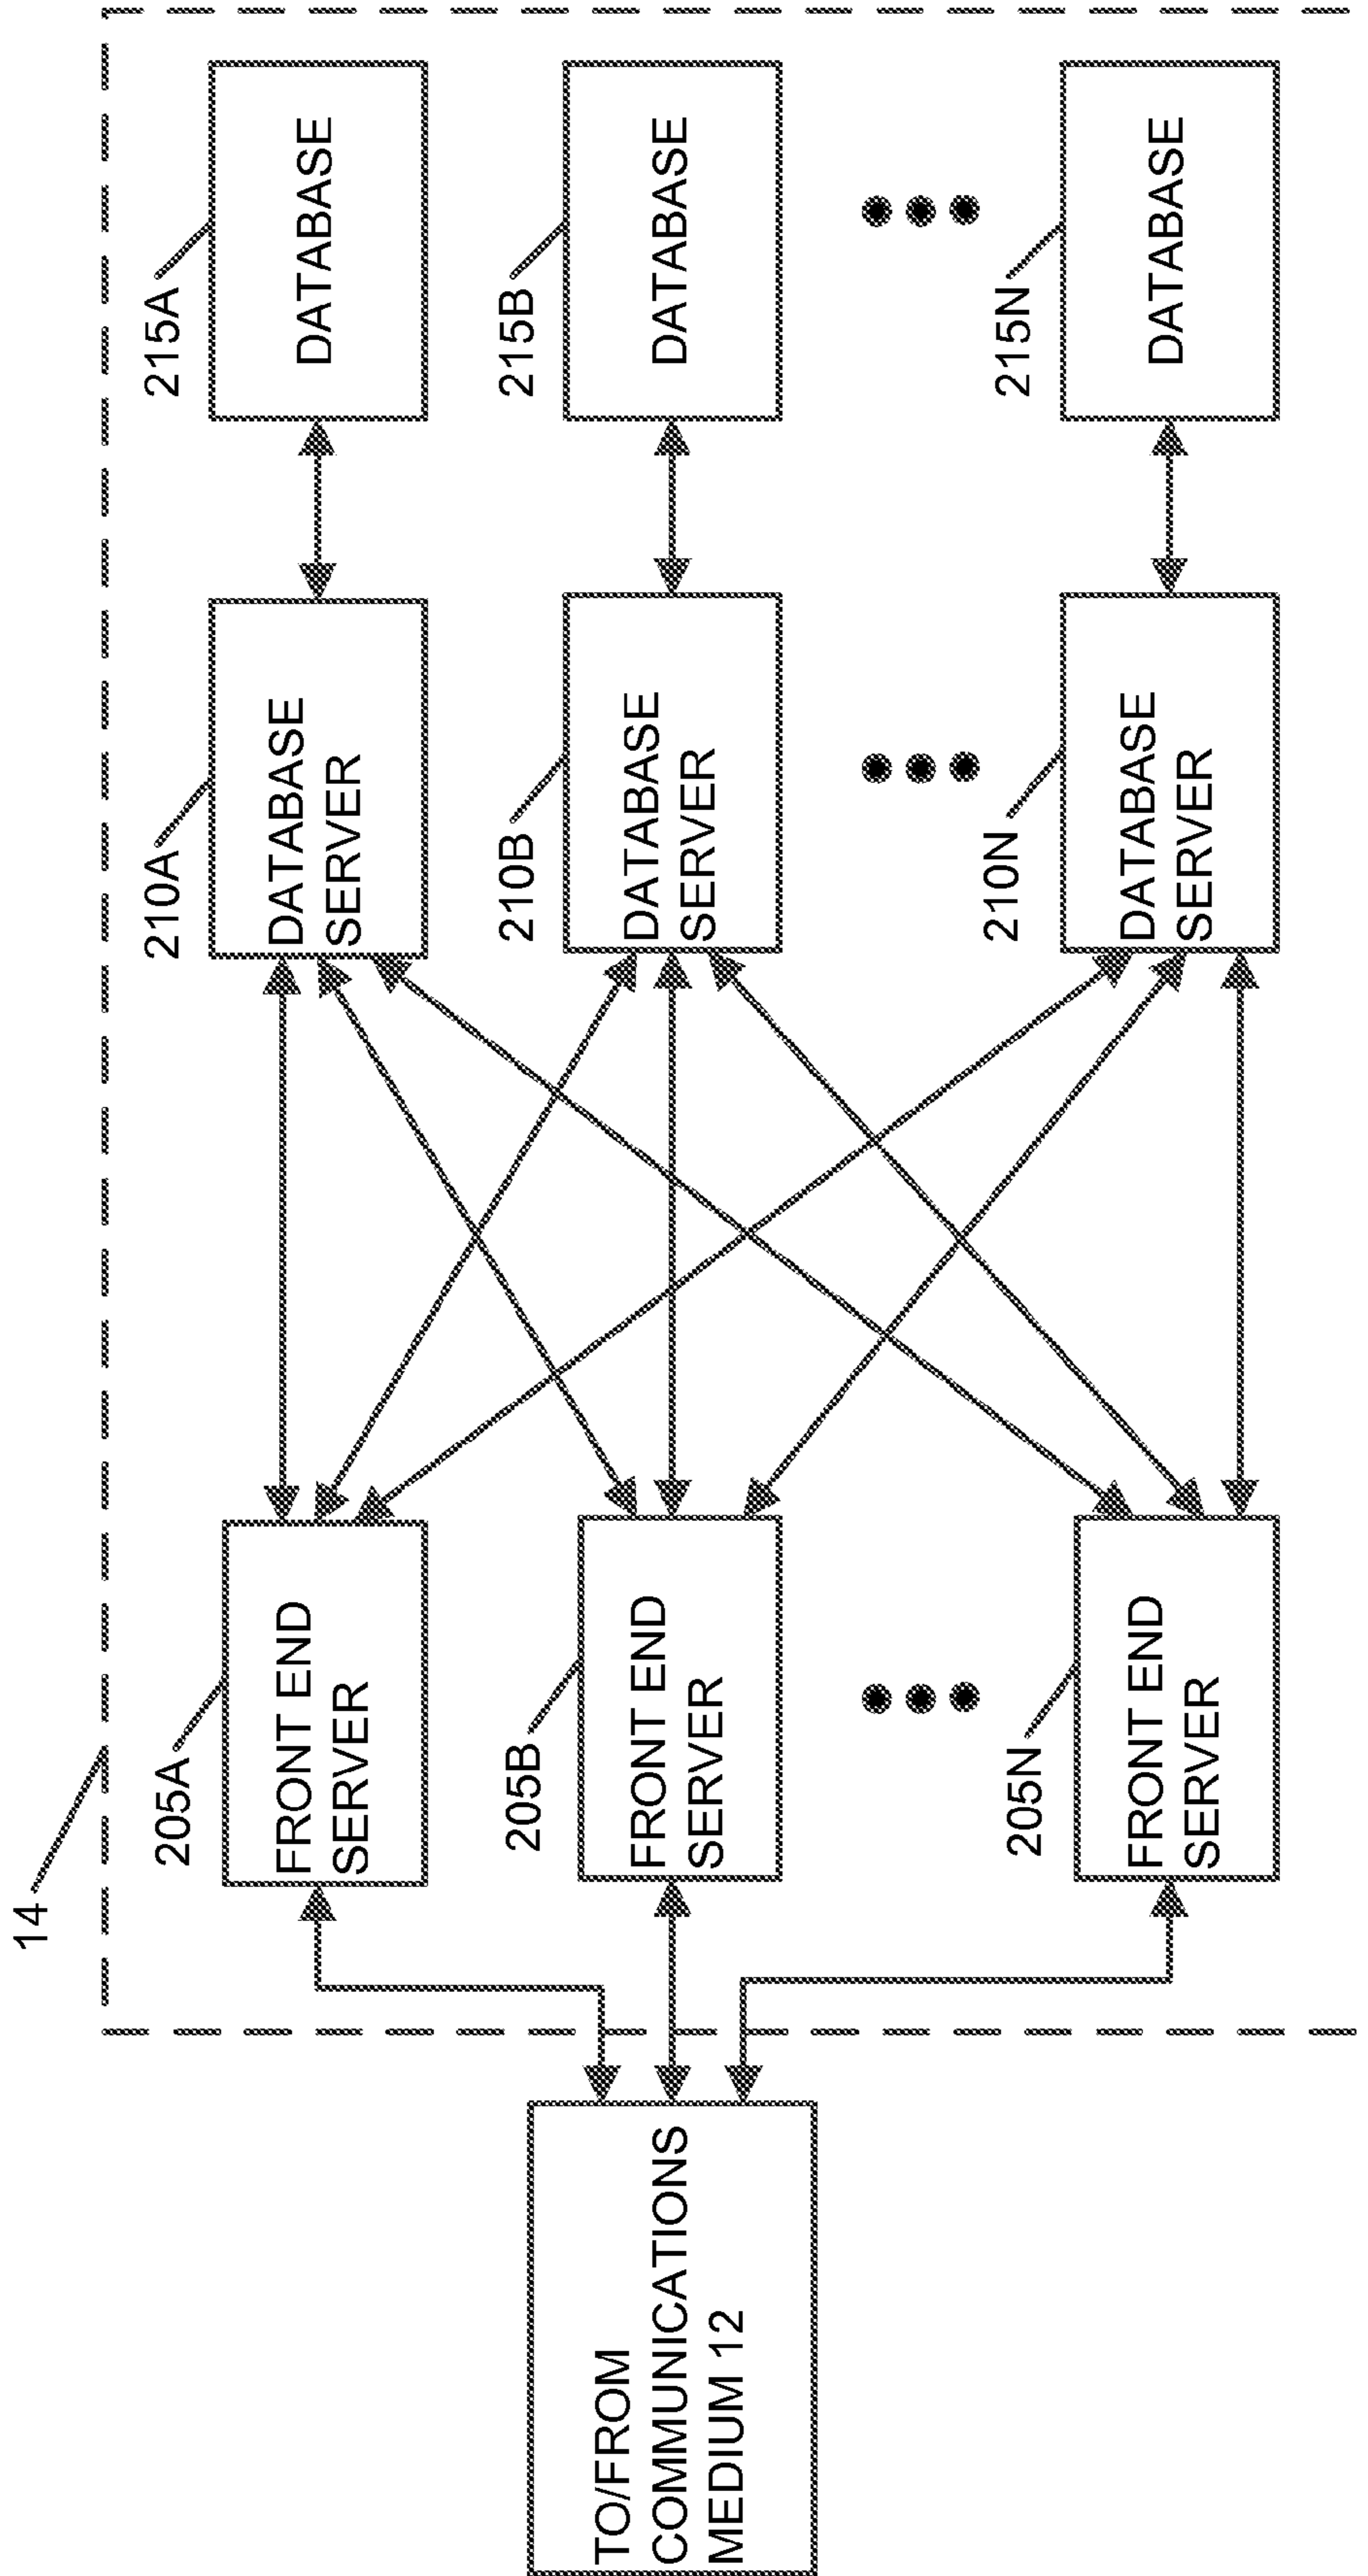 14
205A
FRONT END
SERVER
210A
DATABASE
SERVER
215A
DATABASE
TO/FROM
COMMUNICATIONS
MEDIUM 12
205B
FRONT END
SERVER
210B
DATABASE
SERVER
215B
DATABASE
205N
FRONT END
SERVER
210N
DATABASE
SERVER
215N
DATABASE